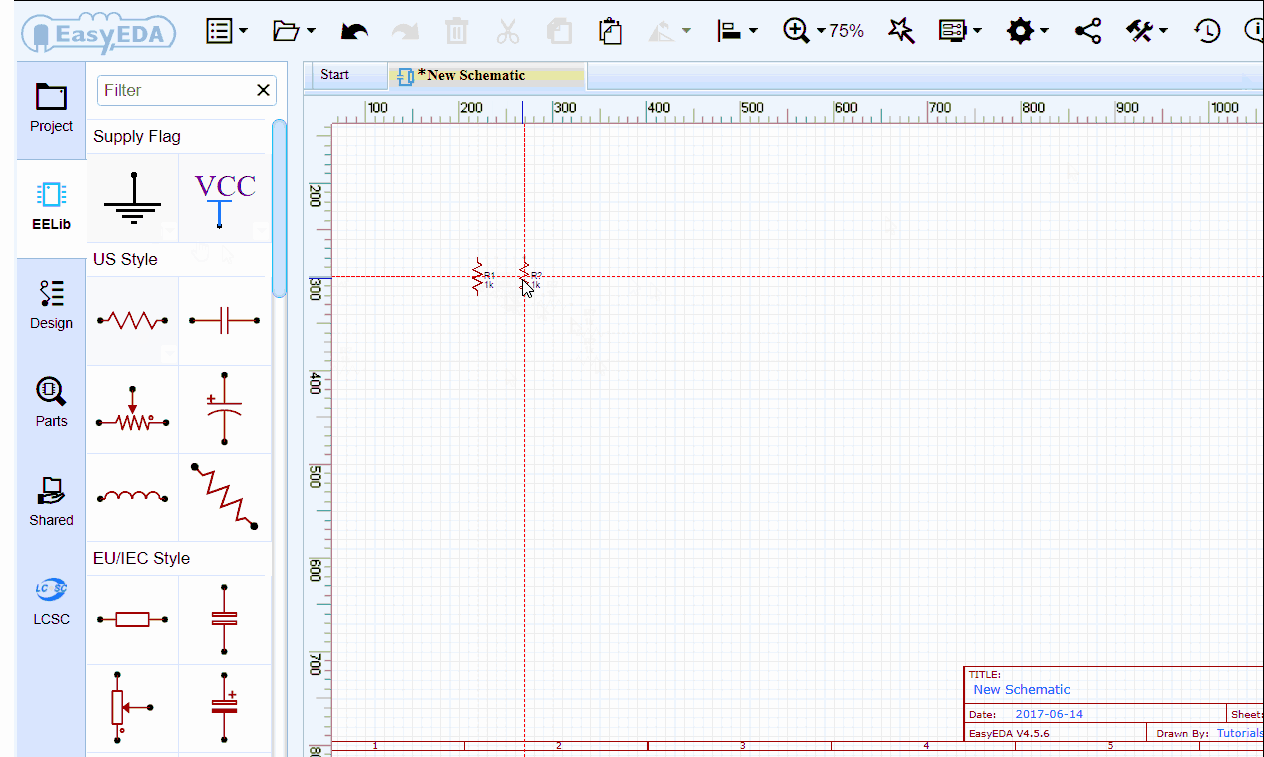 EasyEDA
75%
Start
*New Schematic
Project
EELib
Design
Parts
Shared
LCSC
LCSC
Filter
Supply Flag
VCC
US Style
EU/IEC Style
100 200 300 400 500 600 700 800 900 1000
200
300
400
500
600
700
80
R1
1k
R?
1k
TITLE:
New Schematic
Date: 2017-06-14
Sheet:
EasyEDA V4.5.6
Drawn By: Tutorials
1 2 3 4 5